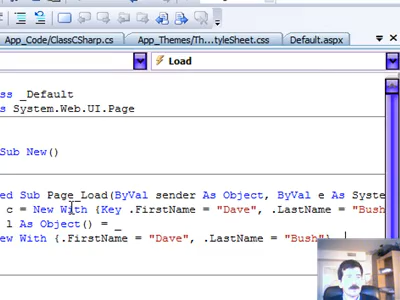 App_Code/ClassCSharp.cs App_Themes/Th...tyleSheet.css Default.aspx
Load
ss _Default
s System.Web.UI.Page
Sub New()
ed Sub Page_Load(ByVal sender As Object, ByVal e As System
c = New With {Key .FirstName = "Dave", .LastName = "Bush
l As Object() = _
ew With {.FirstName = "Dave", .LastName = "Bush"}, _